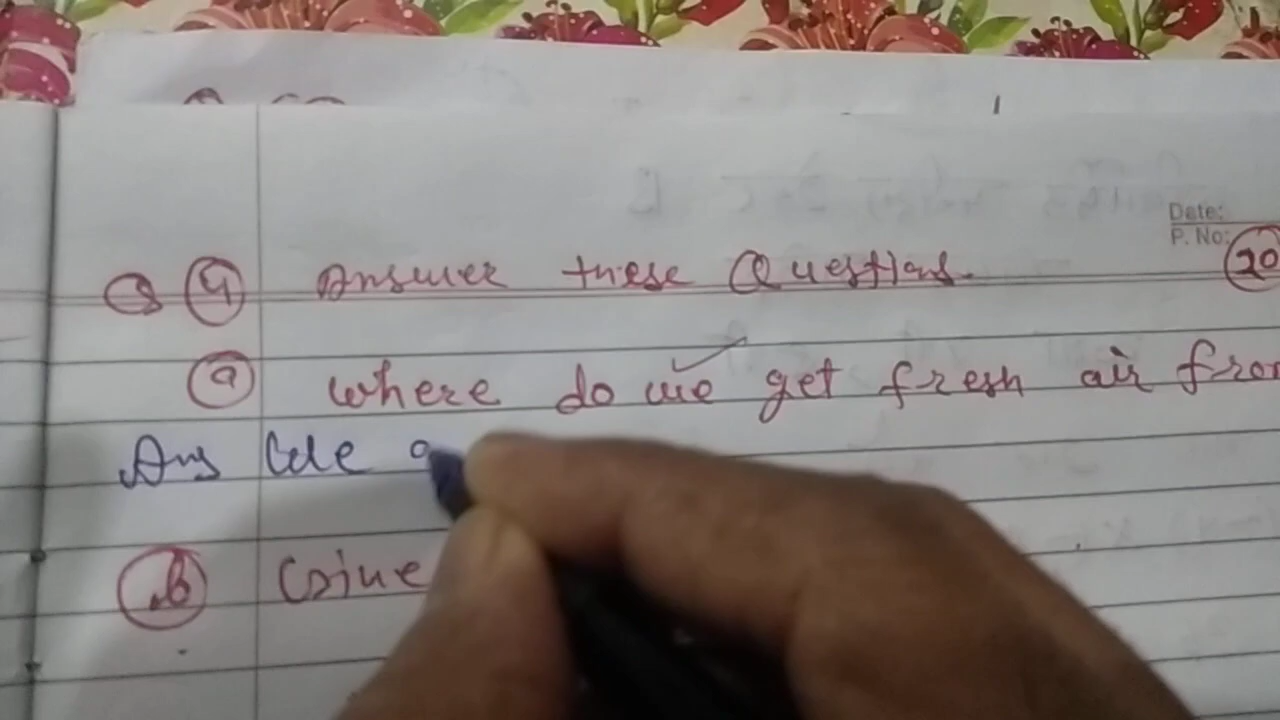 Date:
P. No:
Q 4 Answer these Questions. 20
a where do we get fresh air from
Ans We g
b Give